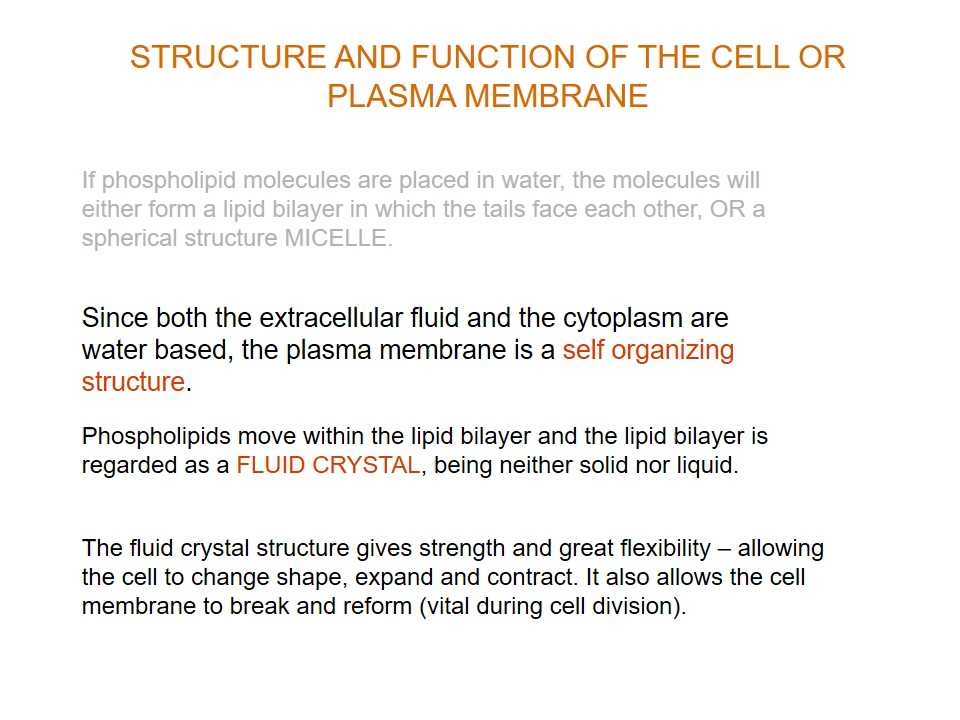 STRUCTURE AND FUNCTION OF THE CELL OR
PLASMA MEMBRANE
If phospholipid molecules are placed in water, the molecules will
either form a lipid bilayer in which the tails face each other, OR a
spherical structure MICELLE.
Since both the extracellular fluid and the cytoplasm are
water based, the plasma membrane is a self organizing
structure.
Phospholipids move within the lipid bilayer and the lipid bilayer is
regarded as a FLUID CRYSTAL, being neither solid nor liquid.
The fluid crystal structure gives strength and great flexibility – allowing
the cell to change shape, expand and contract. It also allows the cell
membrane to break and reform (vital during cell division).